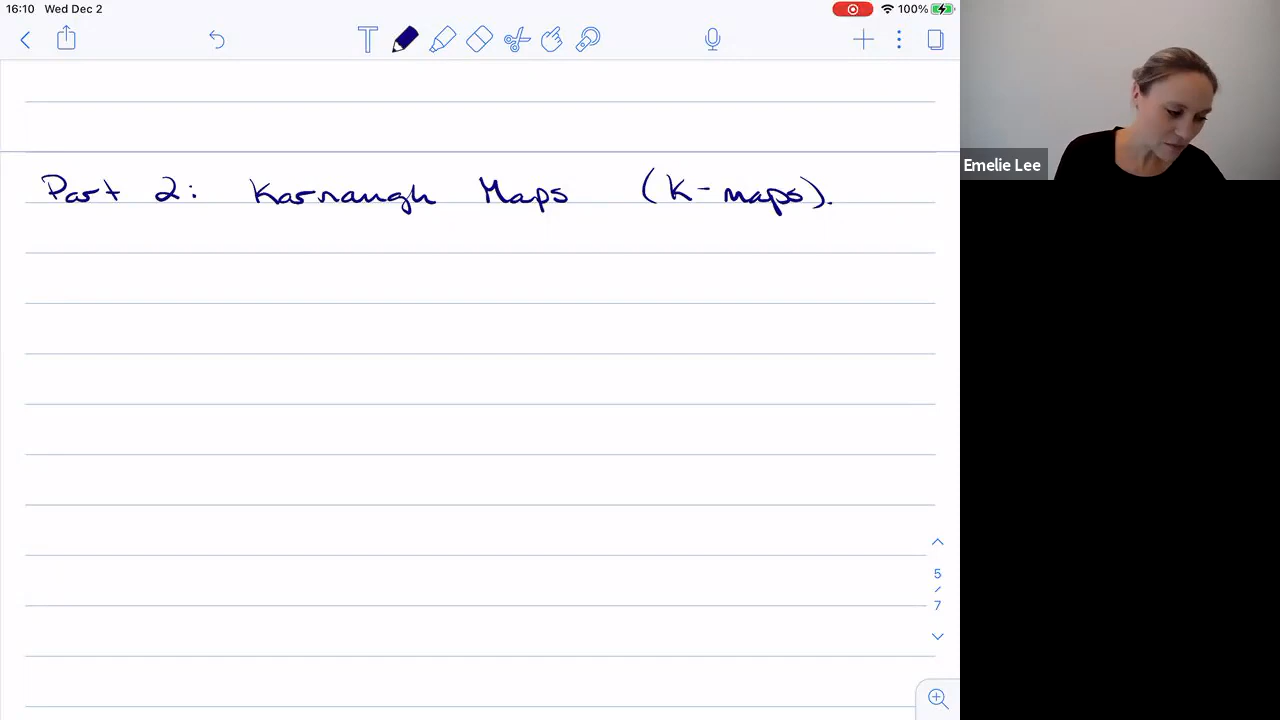 16:10 Wed Dec 2
100%
T
Part 2: Karnaugh Maps (K-maps).
Emelie Lee
5
/
7